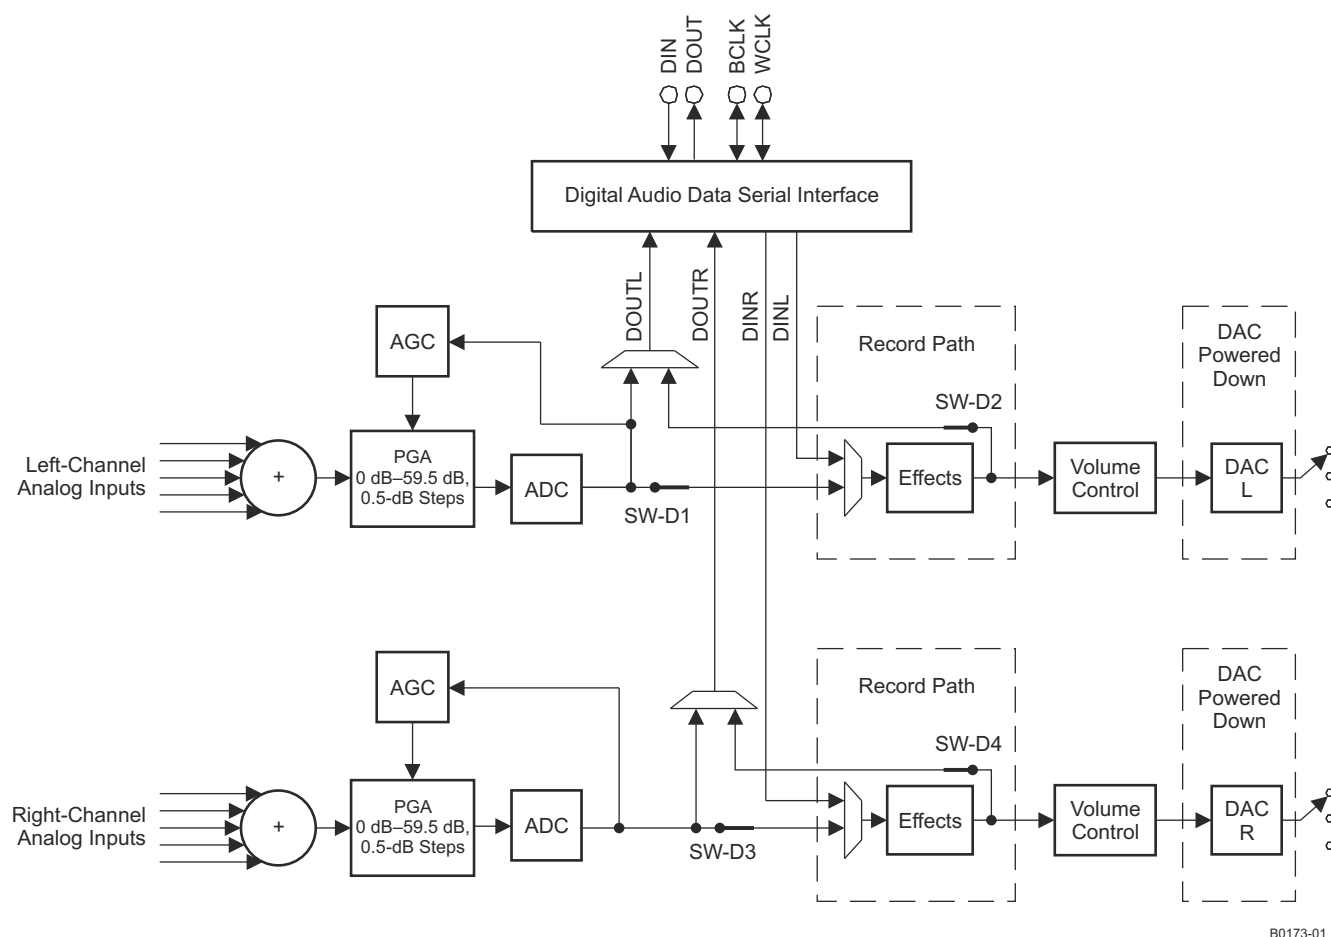 DIN
DOUT
BCLK
WCLK
Digital Audio Data Serial Interface
DOUTL
DOUTR
DINR
DINL
AGC
Record Path
DAC
Powered
Down
SW-D2
Left-Channel
Analog Inputs
+
PGA
0 dB–59.5 dB,
0.5-dB Steps
ADC
SW-D1
Effects
Volume
Control
DAC
L
AGC
Record Path
DAC
Powered
Down
SW-D4
Right-Channel
Analog Inputs
+
PGA
0 dB–59.5 dB,
0.5-dB Steps
ADC
SW-D3
Effects
Volume
Control
DAC
R
B0173-01